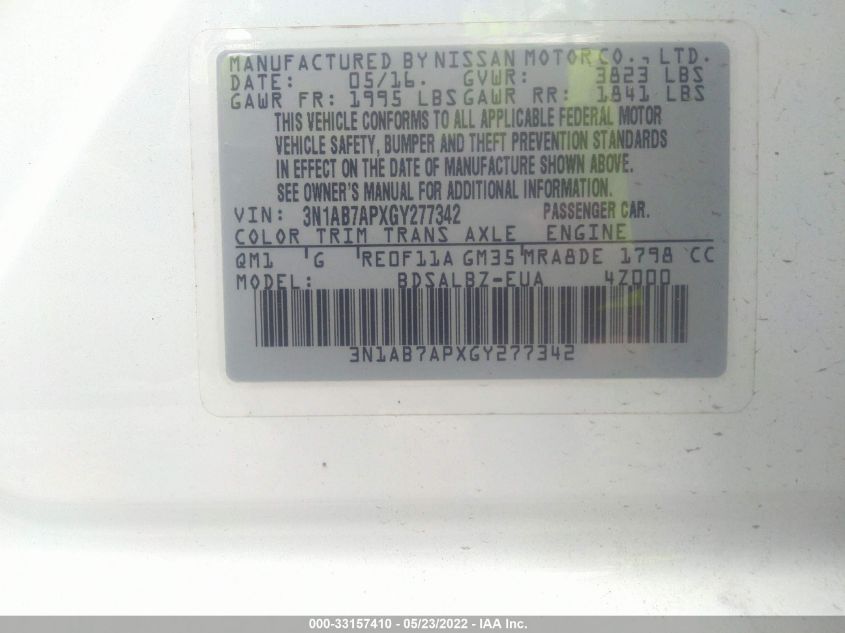 MANUFACTURED BY NISSAN MOTOR CO., LTD.
DATE: 05/16. GVWR: 3823 LBS
GAWR FR: 1995 LBS GAWR RR: 1841 LBS
THIS VEHICLE CONFORMS TO ALL APPLICABLE FEDERAL MOTOR
VEHICLE SAFETY, BUMPER AND THEFT PREVENTION STANDARDS
IN EFFECT ON THE DATE OF MANUFACTURE SHOWN ABOVE.
SEE OWNER'S MANUAL FOR ADDITIONAL INFORMATION.
VIN: 3N1AB7APXGY277342 PASSENGER CAR.
COLOR TRIM TRANS AXLE ENGINE
QM1 G RE0F11A GM35 MRA8DE 1798 CC
MODEL: BDSALBZ-EUA 4Z000
3N1AB7APXGY277342
000-33157410 - 05/23/2022 - IAA Inc.